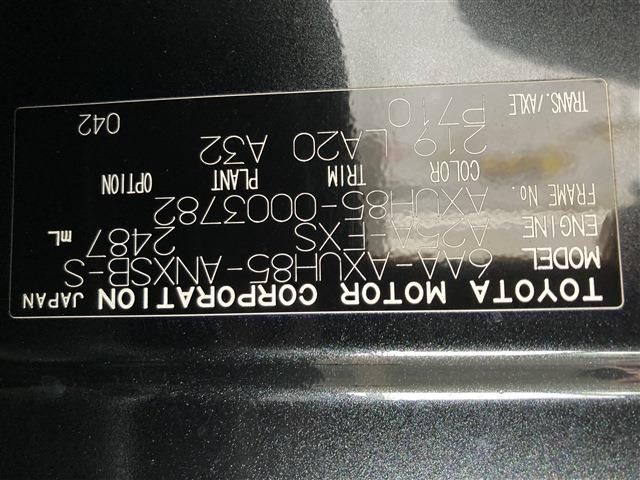 TOYOTA MOTOR CORPORATION JAPAN
MODEL 6AA-AXUH85-ANXSB-S
ENGINE A25A-FXS 2487 mL
FRAME No. AXUH85-0003782
COLOR TRIM PLANT OPTION
219 LA20 A32
TRANS./AXLE P710 042